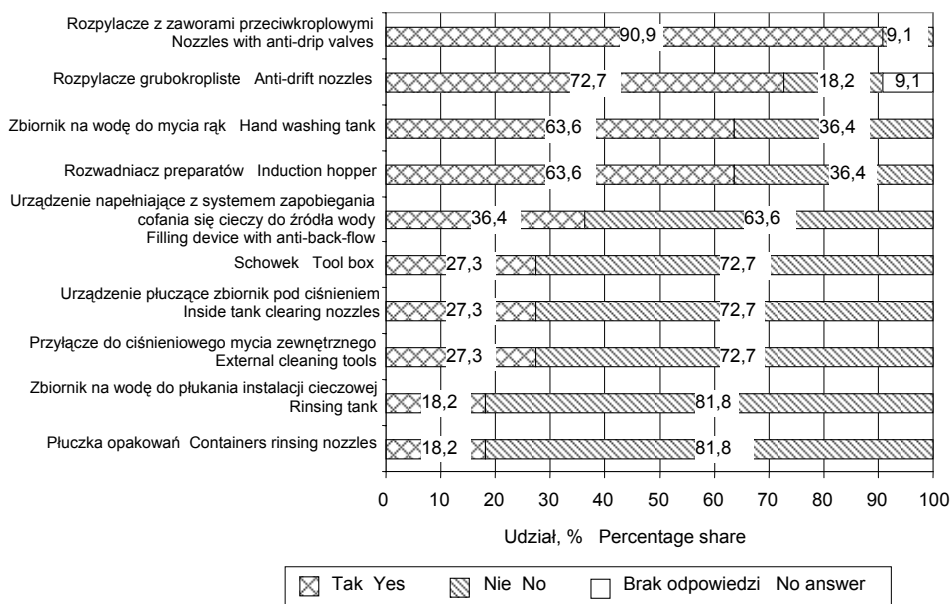 Rozpylacze z zaworami przeciwkroplowymi
Nozzles with anti-drip valves
90,9 9,1
Rozpylacze grubokropliste Anti-drift nozzles
72,7 18,2 9,1
Zbiornik na wodę do mycia rąk Hand washing tank
63,6 36,4
Rozwadniacz preparatów Induction hopper
63,6 36,4
Urządzenie napełniające z systemem zapobiegania
cofania się cieczy do źródła wody
Filling device with anti-back-flow
36,4 63,6
Schowek Tool box
27,3 72,7
Urządzenie płuczące zbiornik pod ciśnieniem
Inside tank clearing nozzles
27,3 72,7
Przyłącze do ciśnieniowego mycia zewnętrznego
External cleaning tools
27,3 72,7
Zbiornik na wodę do płukania instalacji cieczowej
Rinsing tank
18,2 81,8
Płuczka opakowań Containers rinsing nozzles
18,2 81,8
0 10 20 30 40 50 60 70 80 90 100
Udział, % Percentage share
Tak Yes Nie No Brak odpowiedzi No answer